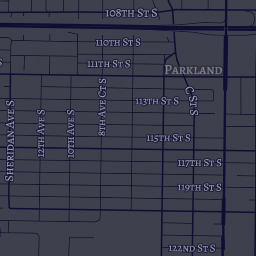 108th St S
110th St S
111th St S
Parkland
113th St S
C St S
8th Ave Ct S
10th Ave S
12th Ave S
Sheridan Ave S
115th St S
117th St S
119th St S
122nd St S